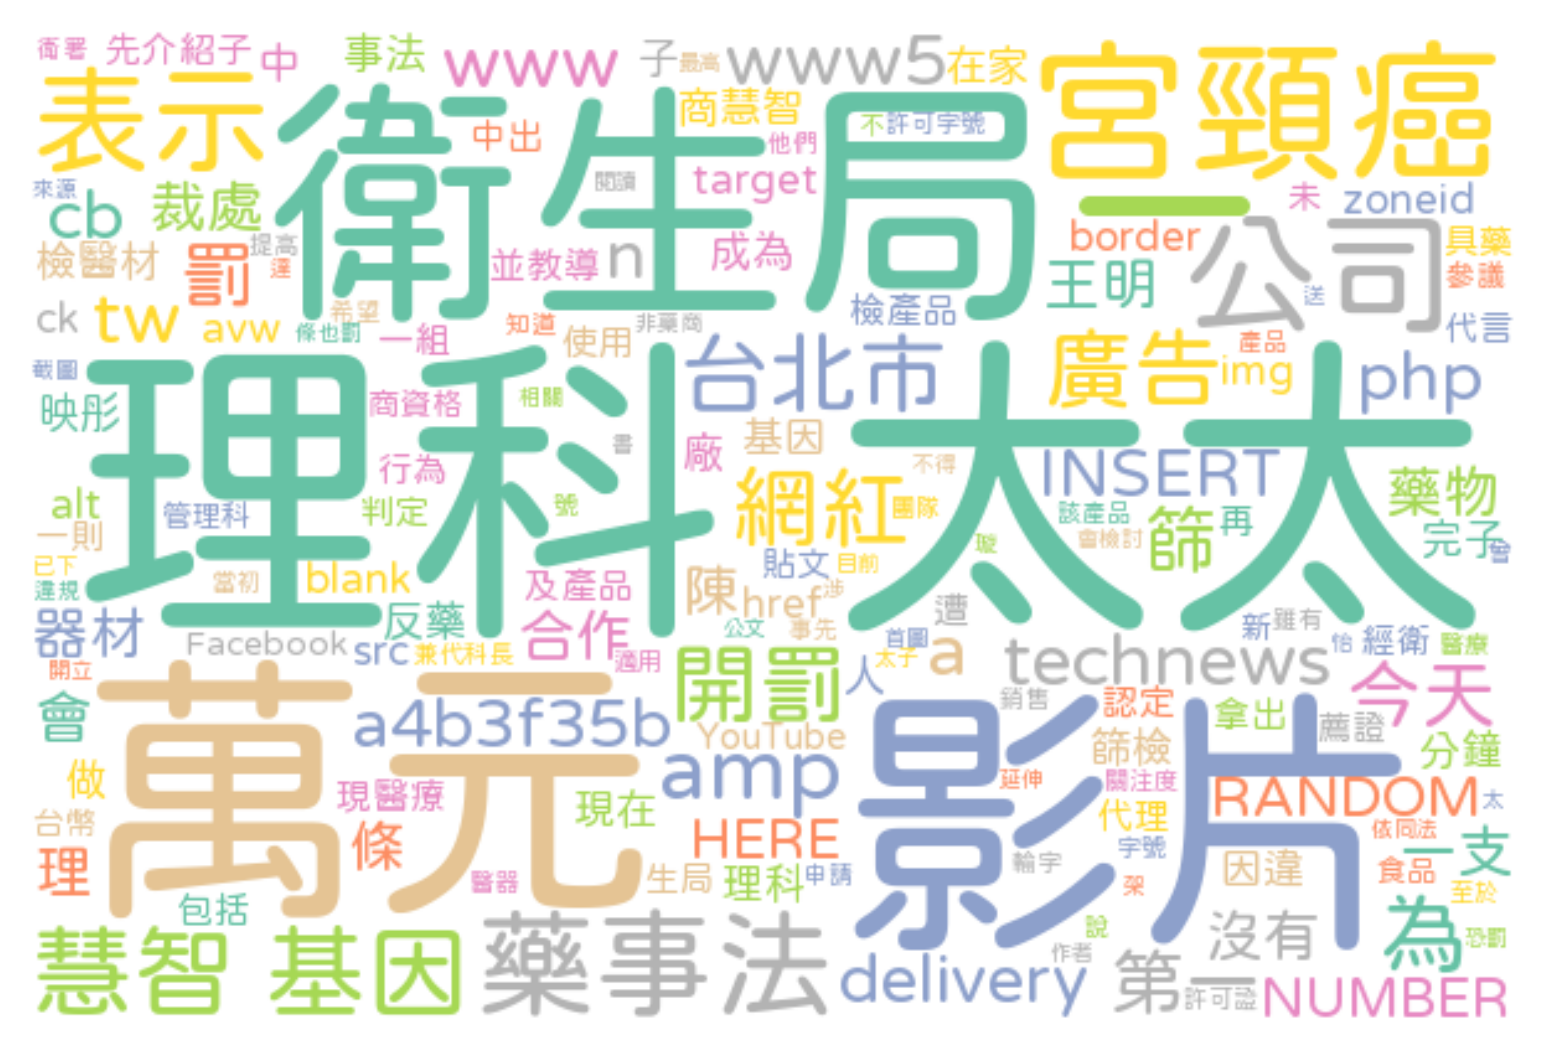 衛署 先介紹子 中 事法 www 子 最高 www5 在家 宮頸癌
表示 衛生局 中出 商慧智 不 許可字號 他們
來源 cb 裁處 閱讀 target 一 未 zoneid
檢醫材 罰 提高 達 並教導 n 成為 border 公司 具藥
王明 參議
ck tw avw 條也罰 希望 一組 知道 使用 非藥商 檢產品 送 代言
截圖 理科太太 台北市 廣告 產品 img php
映彤 商資格 相關 書 廠 基因
行為 網紅 不得 INSERT 藥物
alt 管理科 判定 號 團隊 該產品 篩 再
一則 璇 會檢討 完子 曾
已下 當初 blank 及產品 貼文 目前
違規 陳 href 涉
器材 反藥 合作 公文 事先 遭 新 雖有
Facebook src 兼代科長 適用 首圖 technews 怡 經衛 醫療
開立 萬元 開罰 人 太子 a 今天
會 a4b3f35b YouTube 影片 銷售 認定 拿出 薦證
篩檢 分鐘
做 現醫療 現在 amp 延伸 關注度 RANDOM 太
台幣 條 HERE 代理 依同法 一支
理 字號
醫器 生局 理科 申請 輪字 架 因違 食品 至於
包括 說 為 恐罰
慧智 基因 藥事法 作者 沒有
delivery 第一 許可證 NUMBER